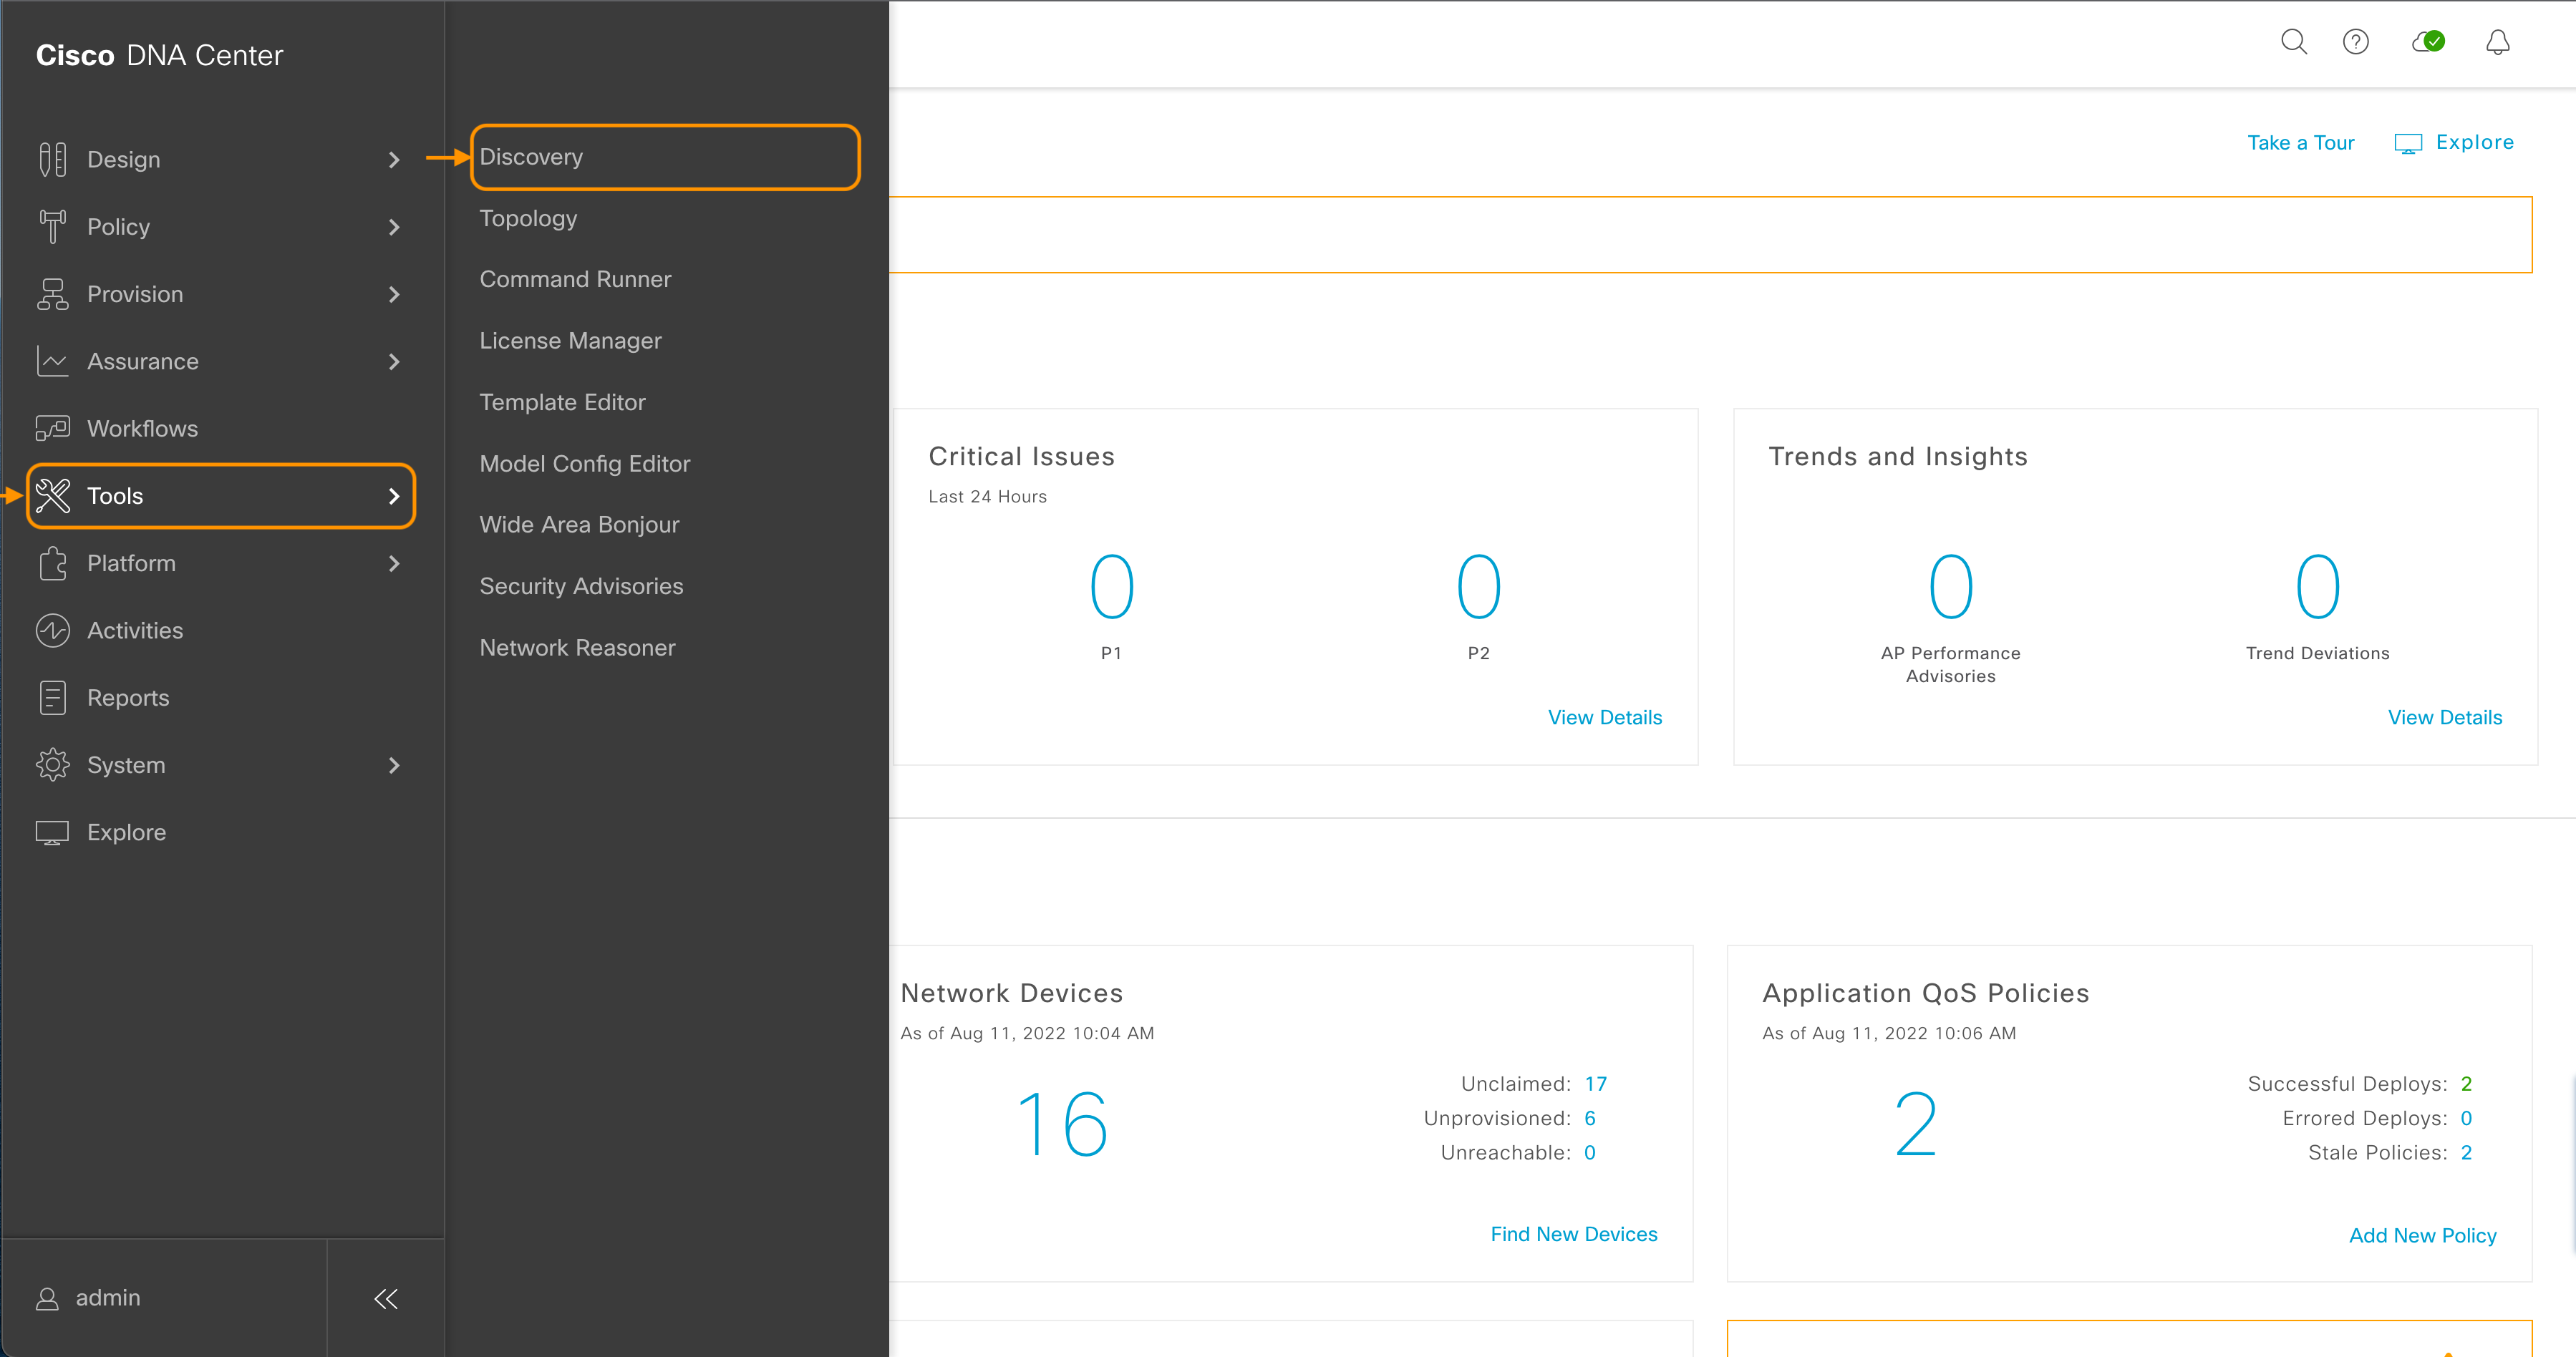 Cisco DNA Center
Design
Policy
Provision
Assurance
Workflows
Tools
Platform
Activities
Reports
System
Explore
admin
Discovery
Topology
Command Runner
License Manager
Template Editor
Model Config Editor
Wide Area Bonjour
Security Advisories
Network Reasoner
Take a Tour
Explore
Critical Issues
Last 24 Hours
0
P1
0
P2
View Details
Trends and Insights
0
AP Performance
Advisories
0
Trend Deviations
View Details
Network Devices
As of Aug 11, 2022 10:04 AM
16
Unclaimed: 17
Unprovisioned: 6
Unreachable: 0
Find New Devices
Application QoS Policies
As of Aug 11, 2022 10:06 AM
2
Successful Deploys: 2
Errored Deploys: 0
Stale Policies: 2
Add New Policy